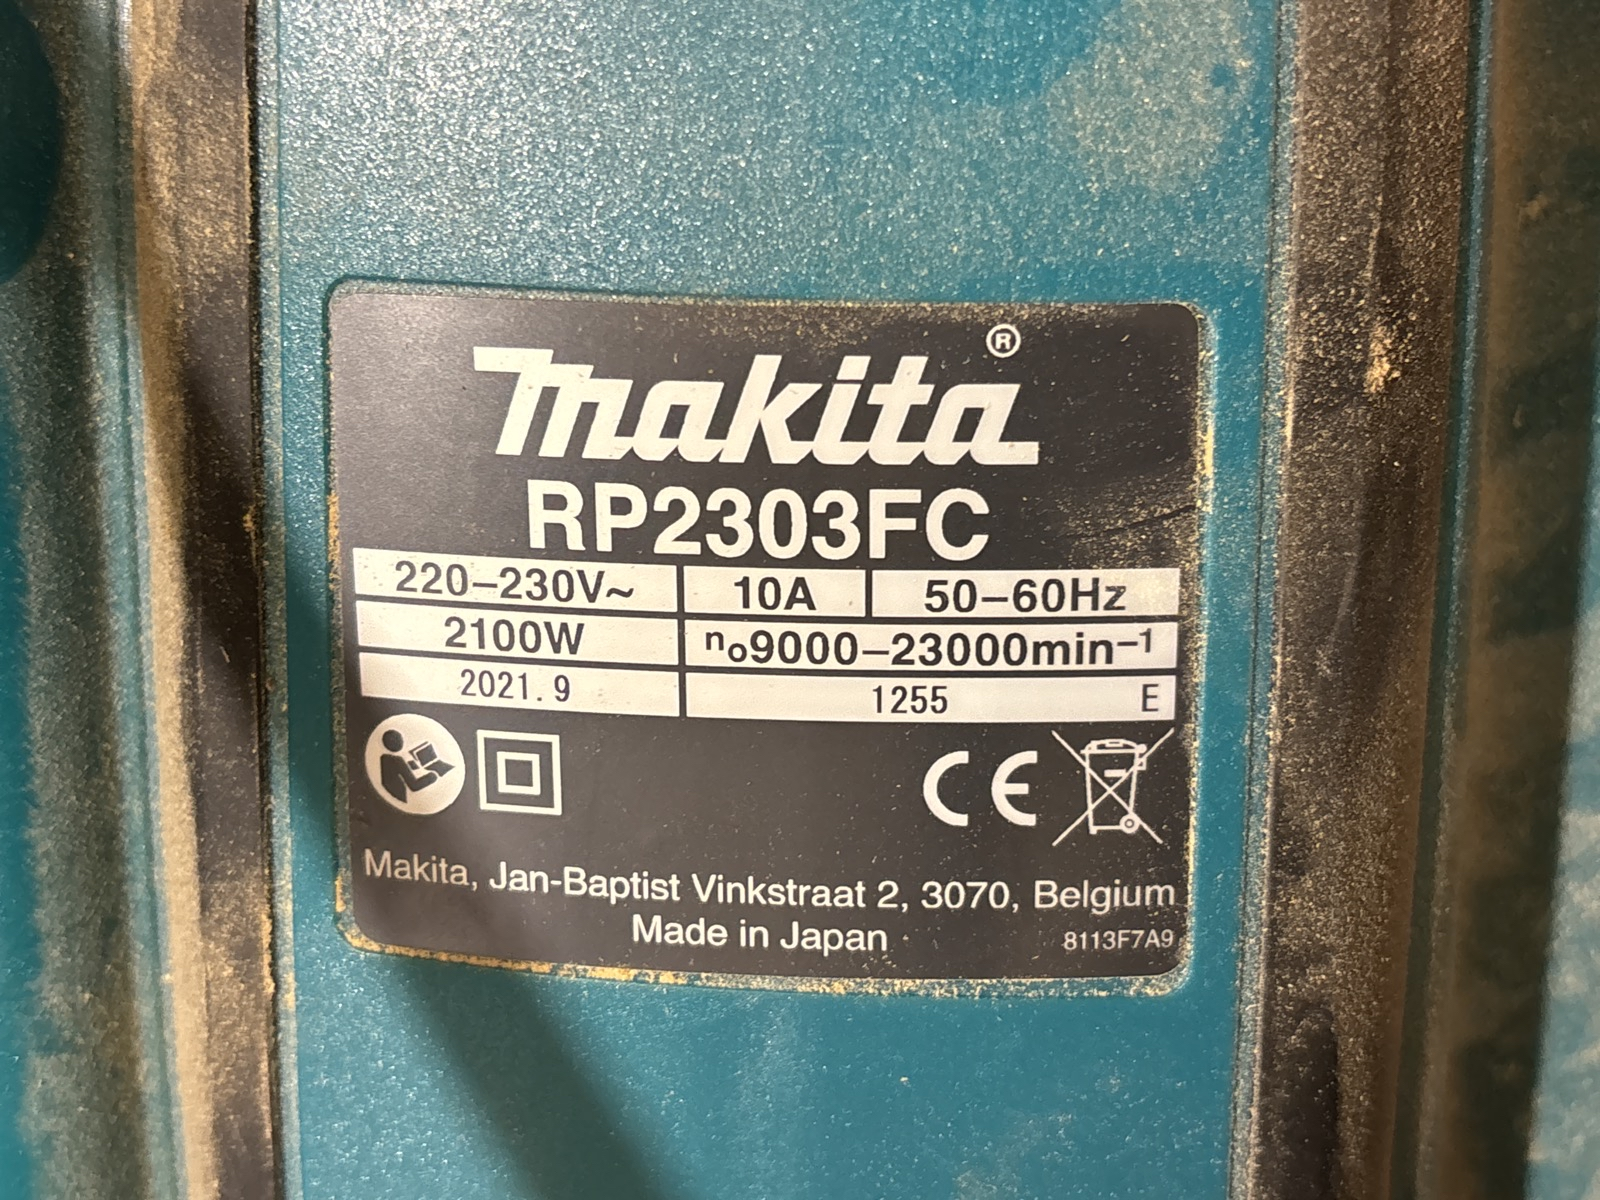 makita®
RP2303FC
220–230V~ 10A 50–60Hz
2100W no9000–23000min–1
2021.9 1255 E
CE
Makita, Jan-Baptist Vinkstraat 2, 3070, Belgium
Made in Japan 8113F7A9